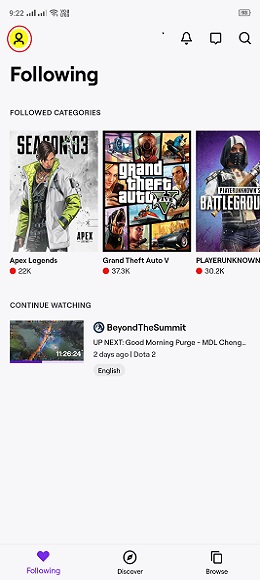 9:22
Following
FOLLOWED CATEGORIES
SEASON 03
APEX
grand
theft
auto
V
PLAYERUNKNOWN'S
BATTLEGROU
Apex Legends
Grand Theft Auto V
PLAYERUNKNOWN
22K
37.3K
30.2K
CONTINUE WATCHING
11:26:24
BeyondTheSummit
UP NEXT: Good Morning Purge - MDL Cheng...
2 days ago | Dota 2
English
Following
Discover
Browse